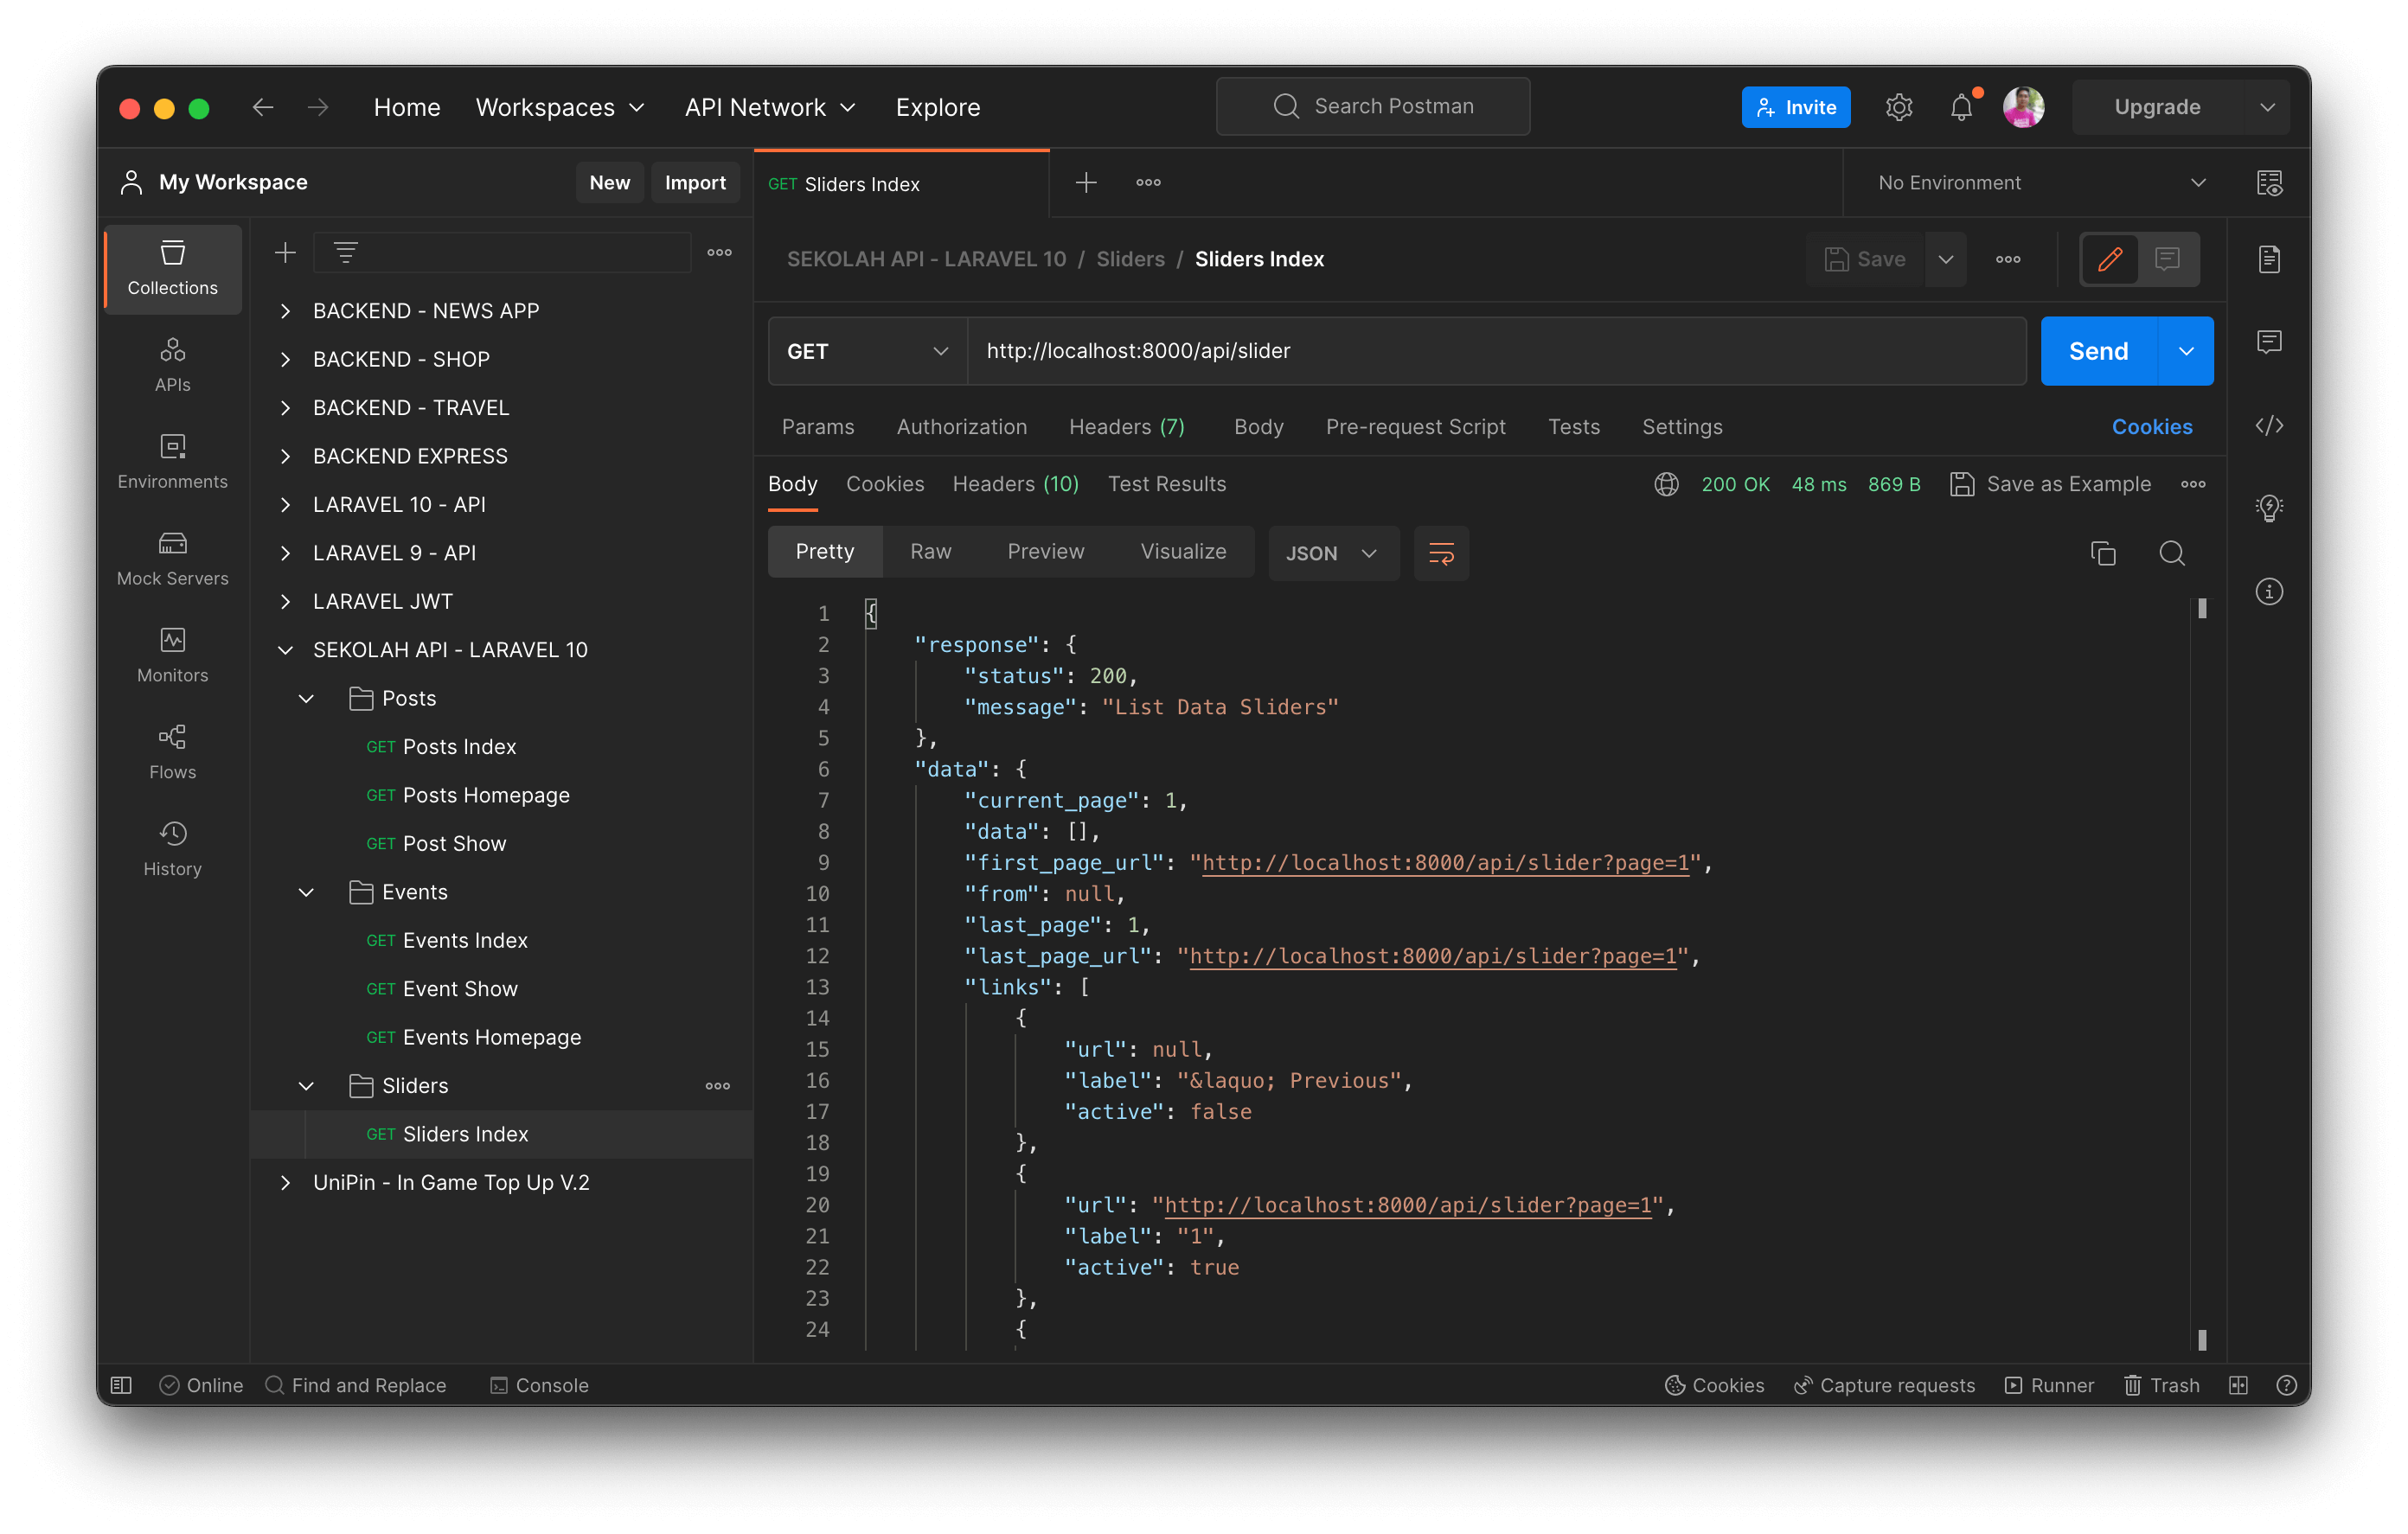 Home Workspaces API Network Explore Search Postman Invite Upgrade
My Workspace New Import GET Sliders Index No Environment
Collections
APIs
Environments
Mock Servers
Monitors
Flows
History
BACKEND - NEWS APP
BACKEND - SHOP
BACKEND - TRAVEL
BACKEND EXPRESS
LARAVEL 10 - API
LARAVEL 9 - API
LARAVEL JWT
SEKOLAH API - LARAVEL 10
Posts
GET Posts Index
GET Posts Homepage
GET Post Show
Events
GET Events Index
GET Event Show
GET Events Homepage
Sliders
GET Sliders Index
UniPin - In Game Top Up V.2
SEKOLAH API - LARAVEL 10 / Sliders / Sliders Index Save
GET http://localhost:8000/api/slider Send
Params Authorization Headers (7) Body Pre-request Script Tests Settings Cookies
Body Cookies Headers (10) Test Results 200 OK 48 ms 869 B Save as Example
Pretty Raw Preview Visualize JSON
1 {
2 "response": {
3 "status": 200,
4 "message": "List Data Sliders"
5 },
6 "data": {
7 "current_page": 1,
8 "data": [],
9 "first_page_url": "http://localhost:8000/api/slider?page=1",
10 "from": null,
11 "last_page": 1,
12 "last_page_url": "http://localhost:8000/api/slider?page=1",
13 "links": [
14 {
15 "url": null,
16 "label": "&laquo; Previous",
17 "active": false
18 },
19 {
20 "url": "http://localhost:8000/api/slider?page=1",
21 "label": "1",
22 "active": true
23 },
24 {
Online Find and Replace Console Cookies Capture requests Runner Trash